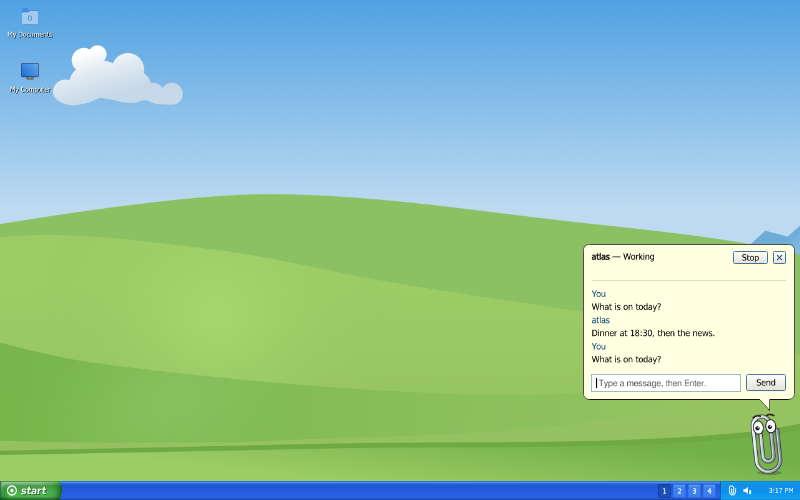 My Documents
My Computer
atlas — Working
Stop
You
What is on today?
atlas
Dinner at 18:30, then the news.
You
What is on today?
Type a message, then Enter.
Send
start
1
2
3
4
3:17 PM